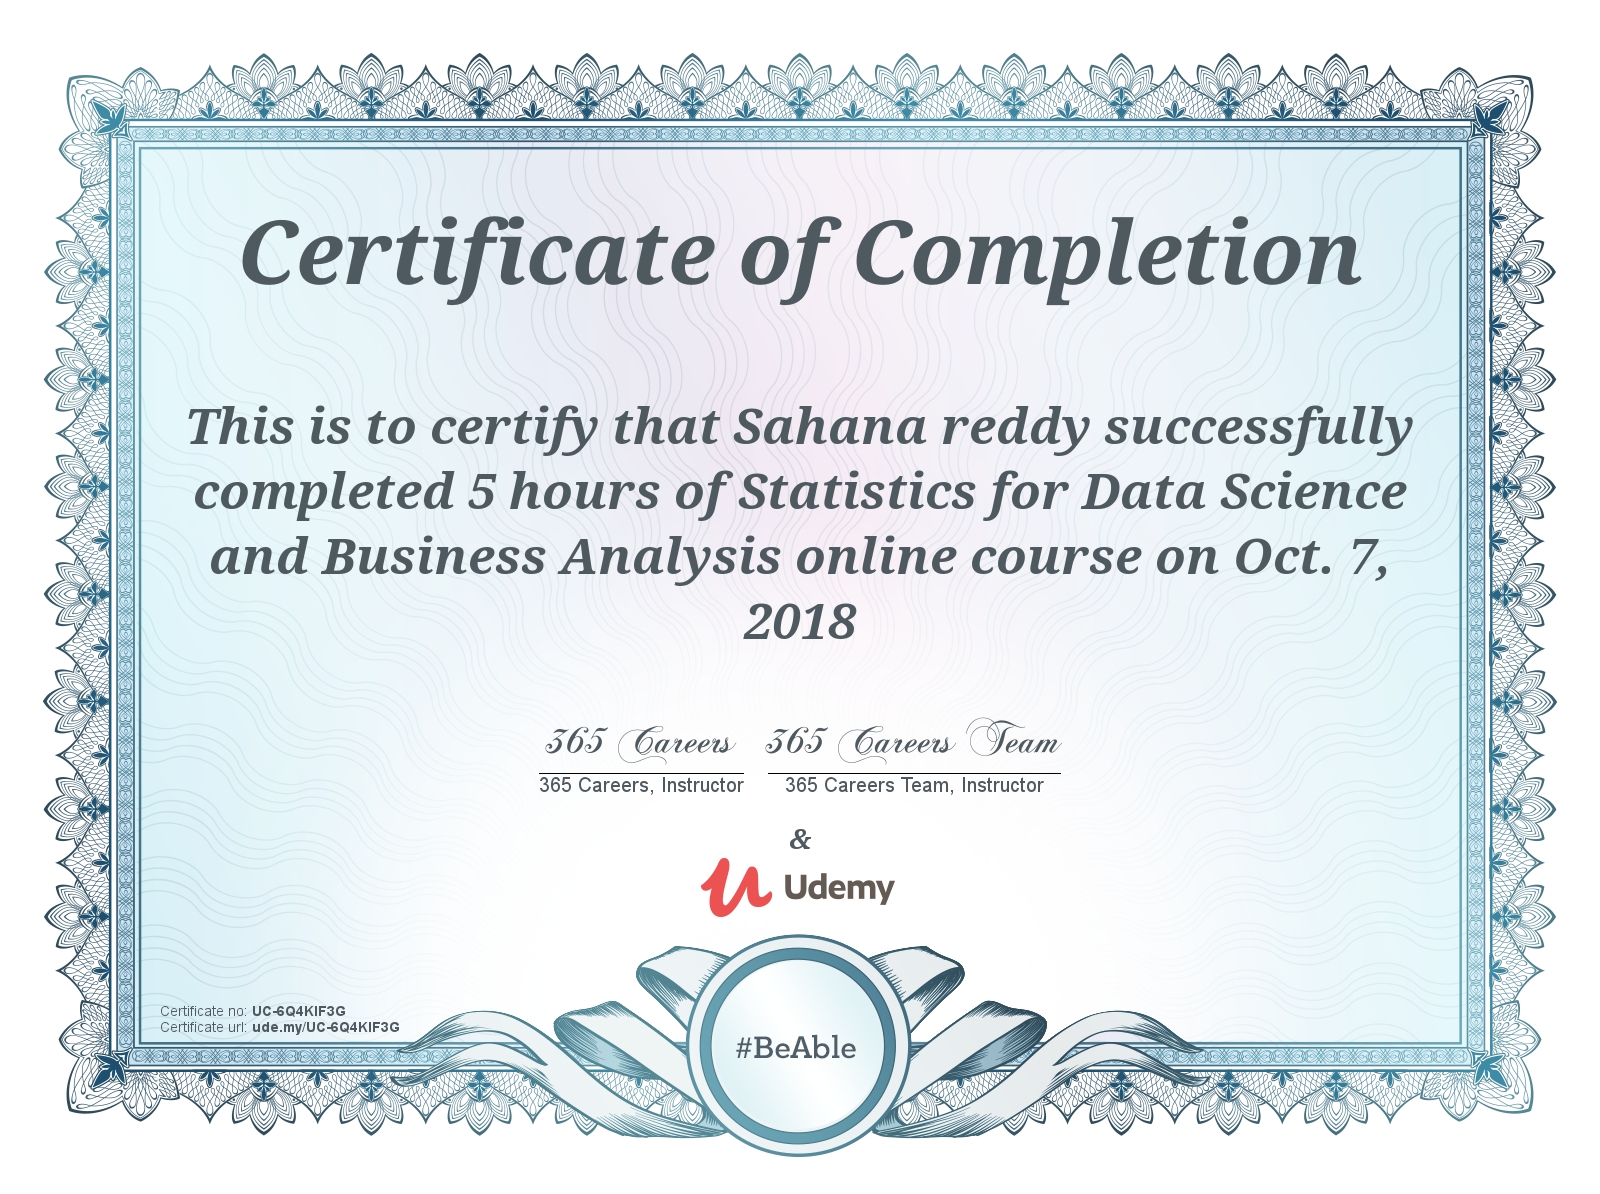 Certificate of Completion
This is to certify that Sahana reddy successfully
completed 5 hours of Statistics for Data Science
and Business Analysis online course on Oct. 7,
2018
365 Careers 365 Careers Team
365 Careers, Instructor 365 Careers Team, Instructor
&
Udemy
Certificate no: UC-6Q4KIF3G
Certificate url: ude.my/UC-6Q4KIF3G
#BeAble